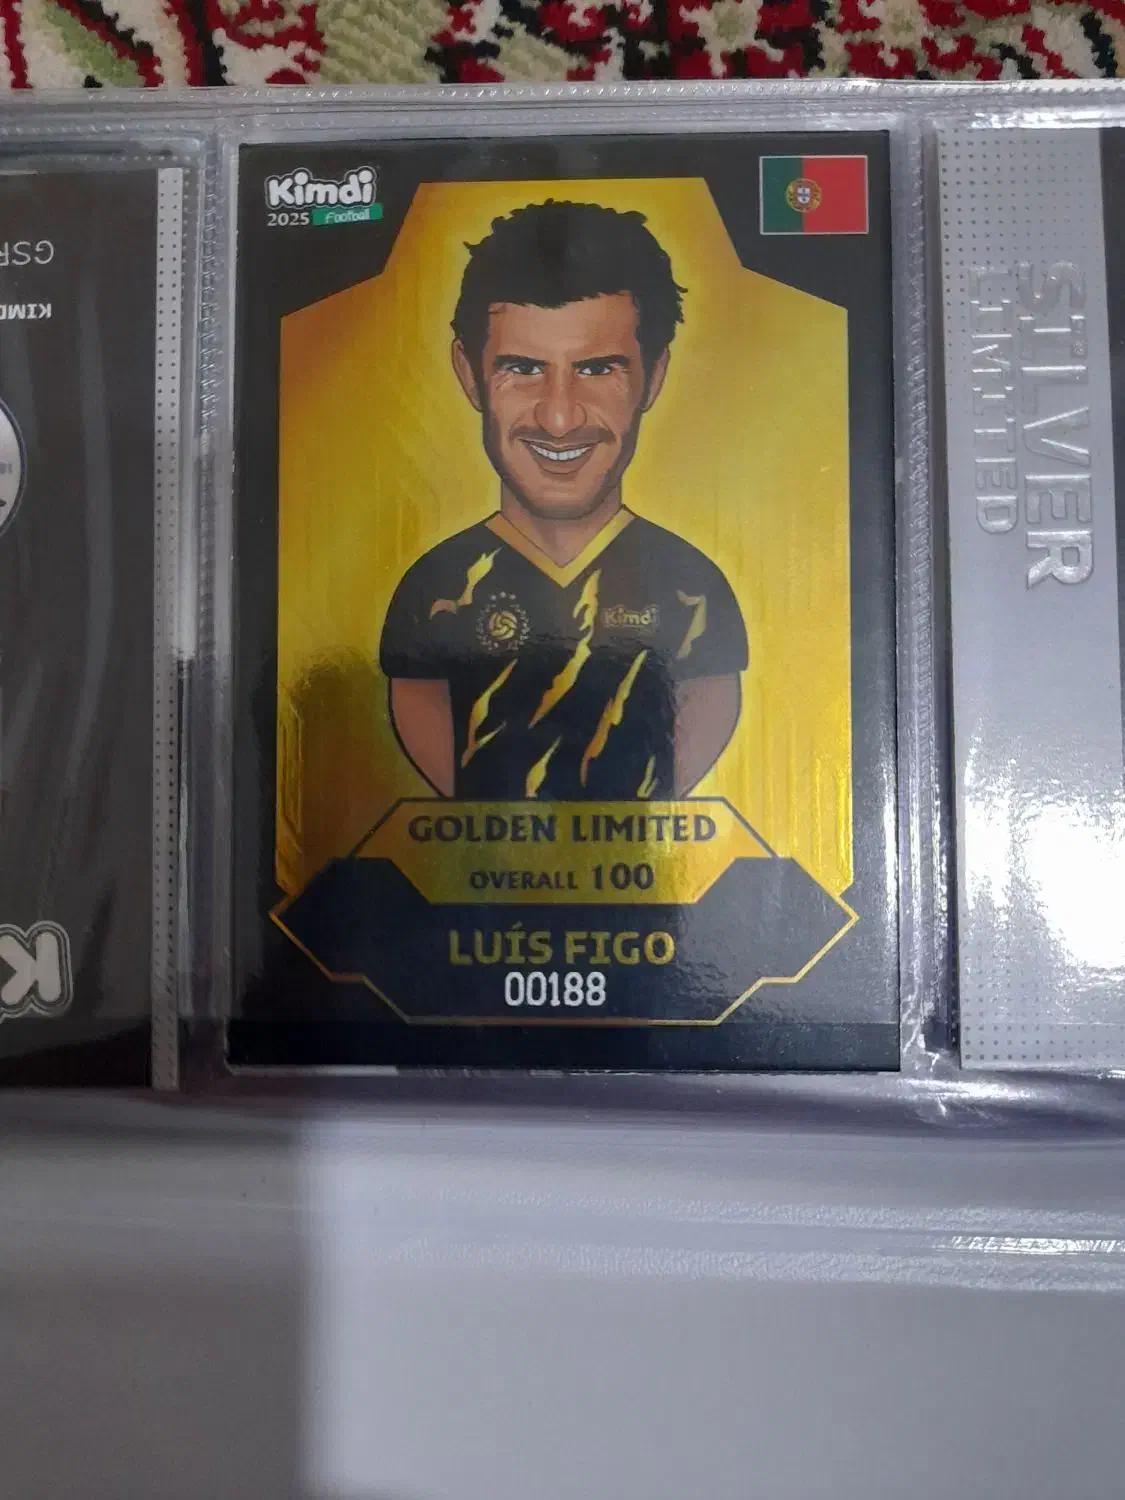 Kimdi
2025 Football
Kimdi
GOLDEN LIMITED
OVERALL 100
LUÍS FIGO
00188
SILVER
LIMITED